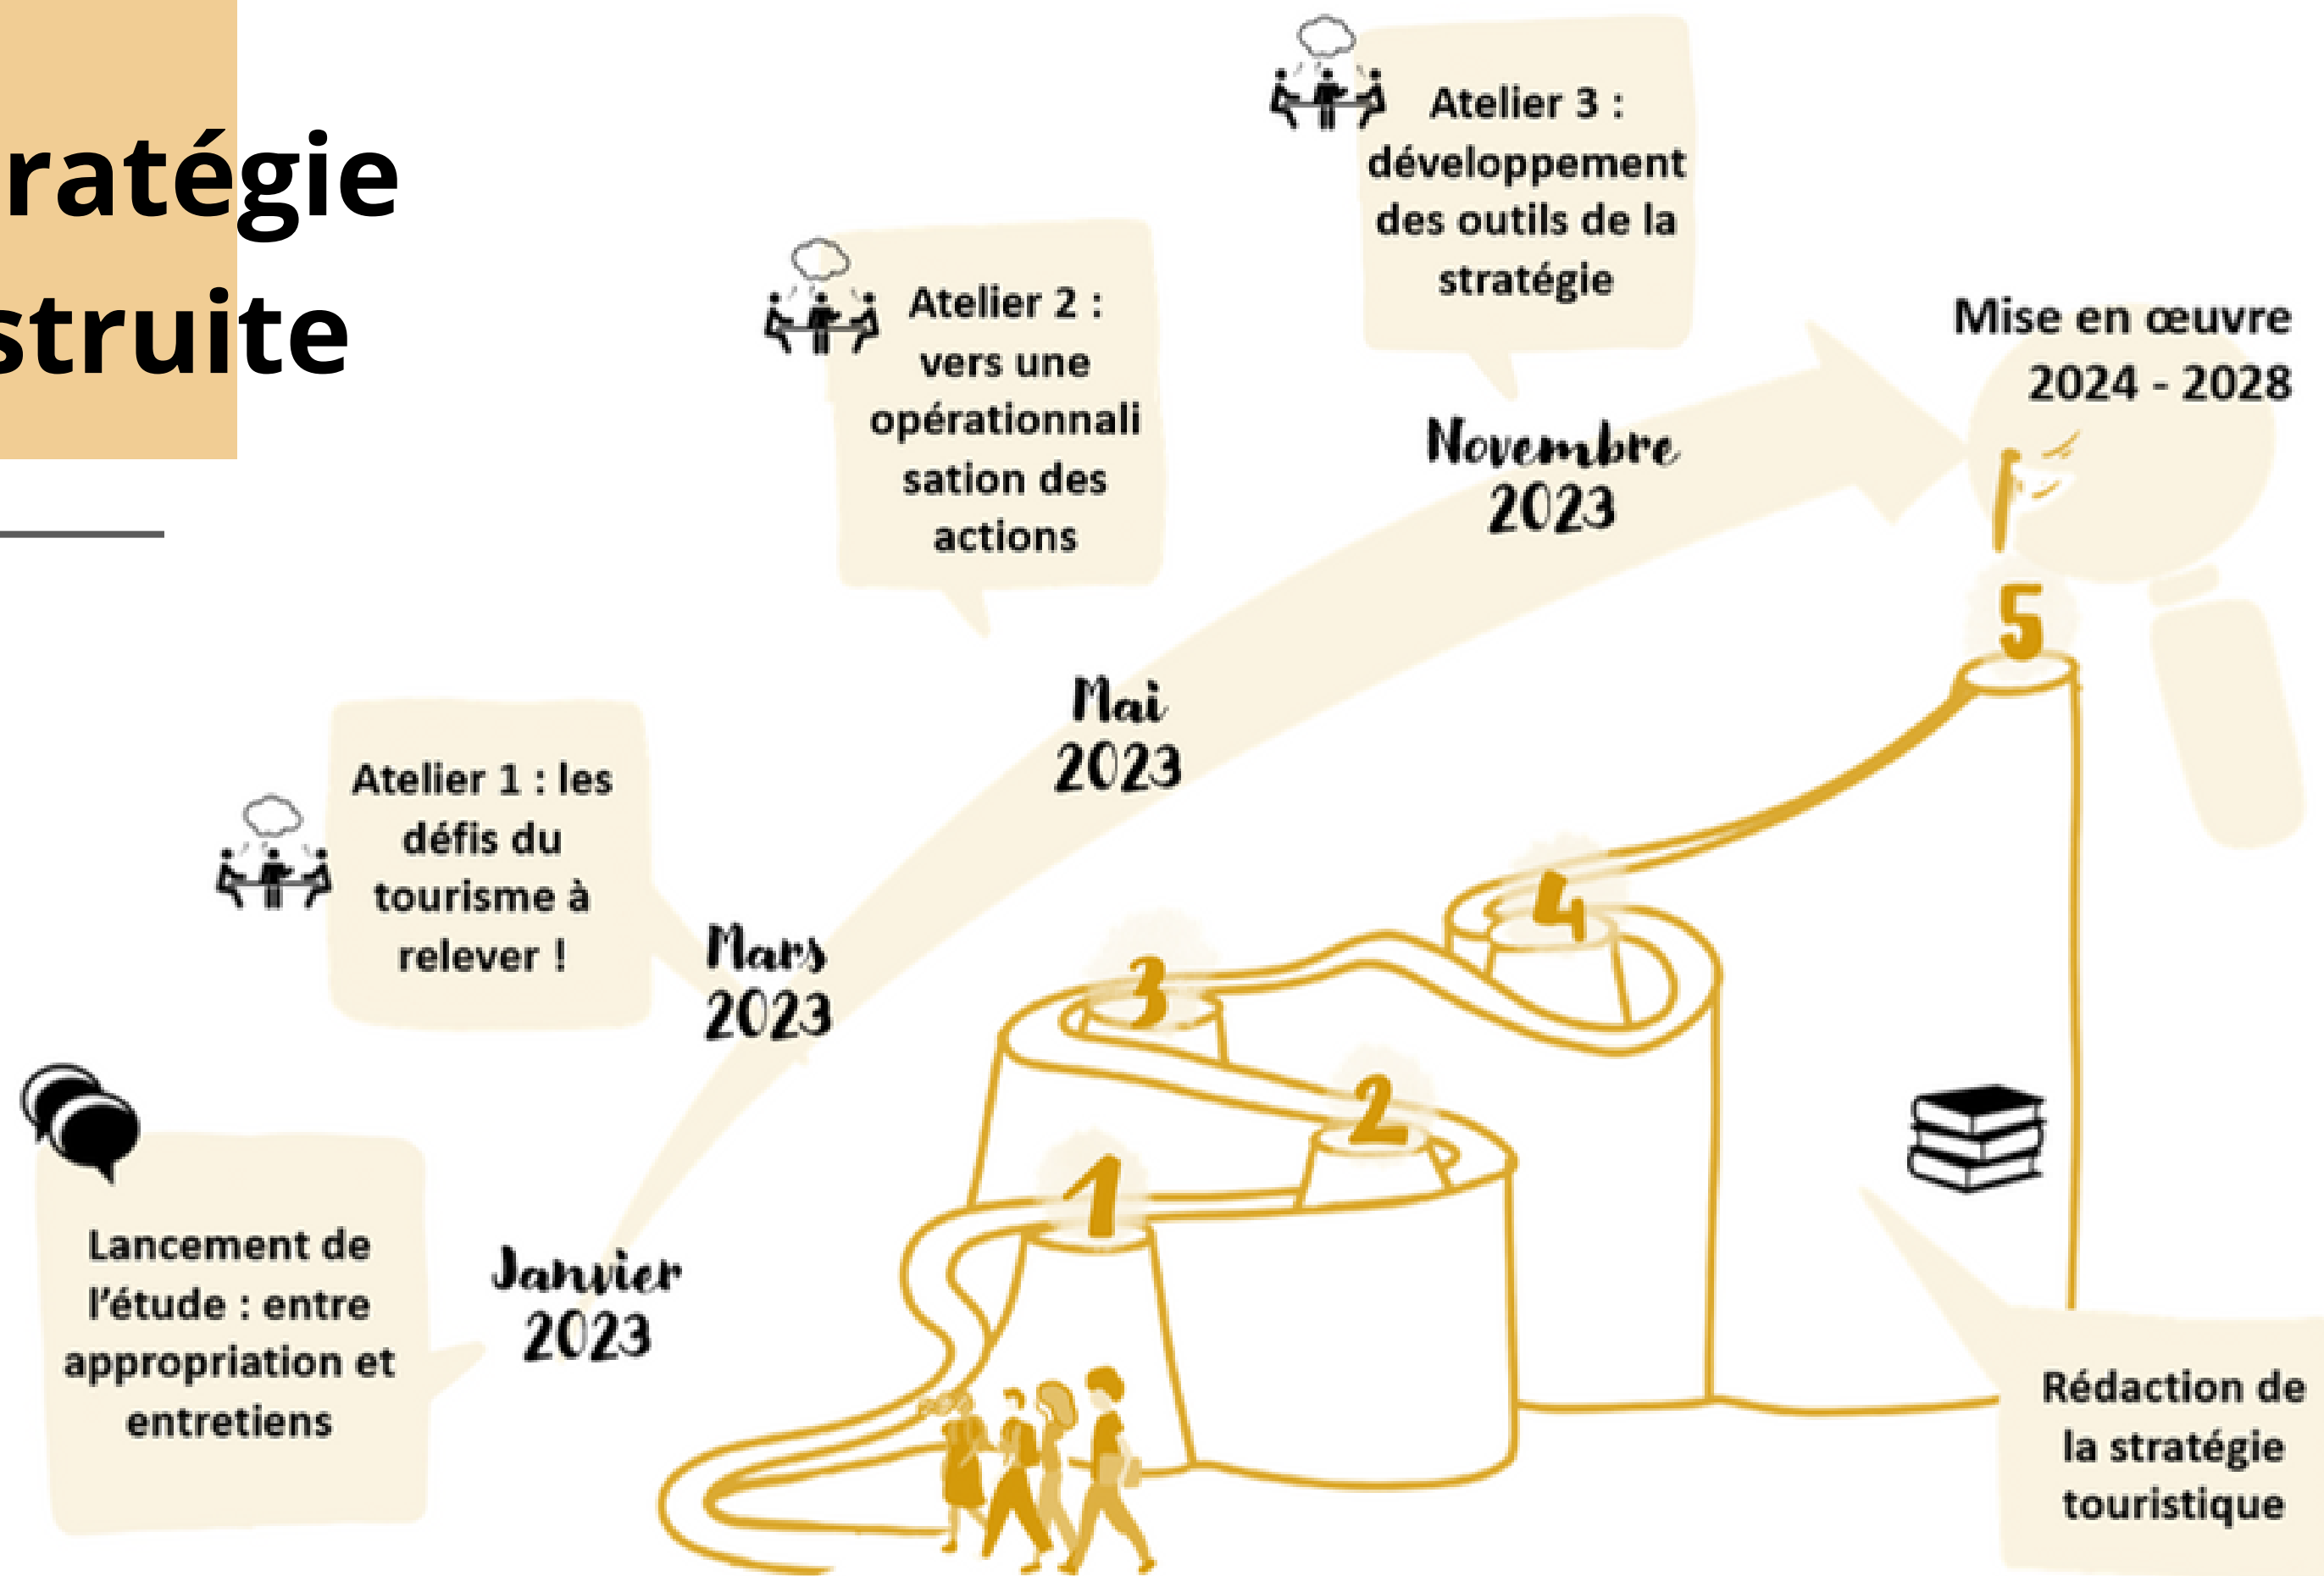 ratégie
struite
Atelier 3 :
développement
des outils de la
stratégie
Atelier 2 :
vers une
opérationnali
sation des
actions
Mise en œuvre
2024 - 2028
Novembre
2023
Mai
2023
Atelier 1 : les
défis du
tourisme à
relever !
Mars
2023
Lancement de
l’étude : entre
appropriation et
entretiens
Janvier
2023
5
4
3
2
1
Rédaction de
la stratégie
touristique